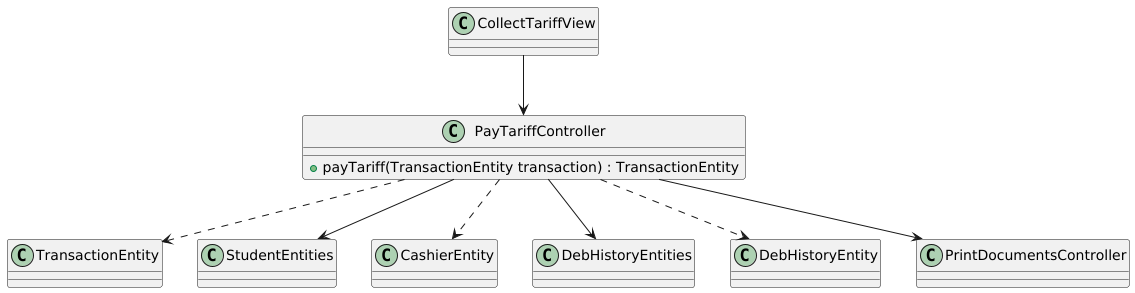 C CollectTariffView
C PayTariffController
payTariff(TransactionEntity transaction) : TransactionEntity
C TransactionEntity
C StudentEntities
C CashierEntity
C DebHistoryEntities
C DebHistoryEntity
C PrintDocumentsController